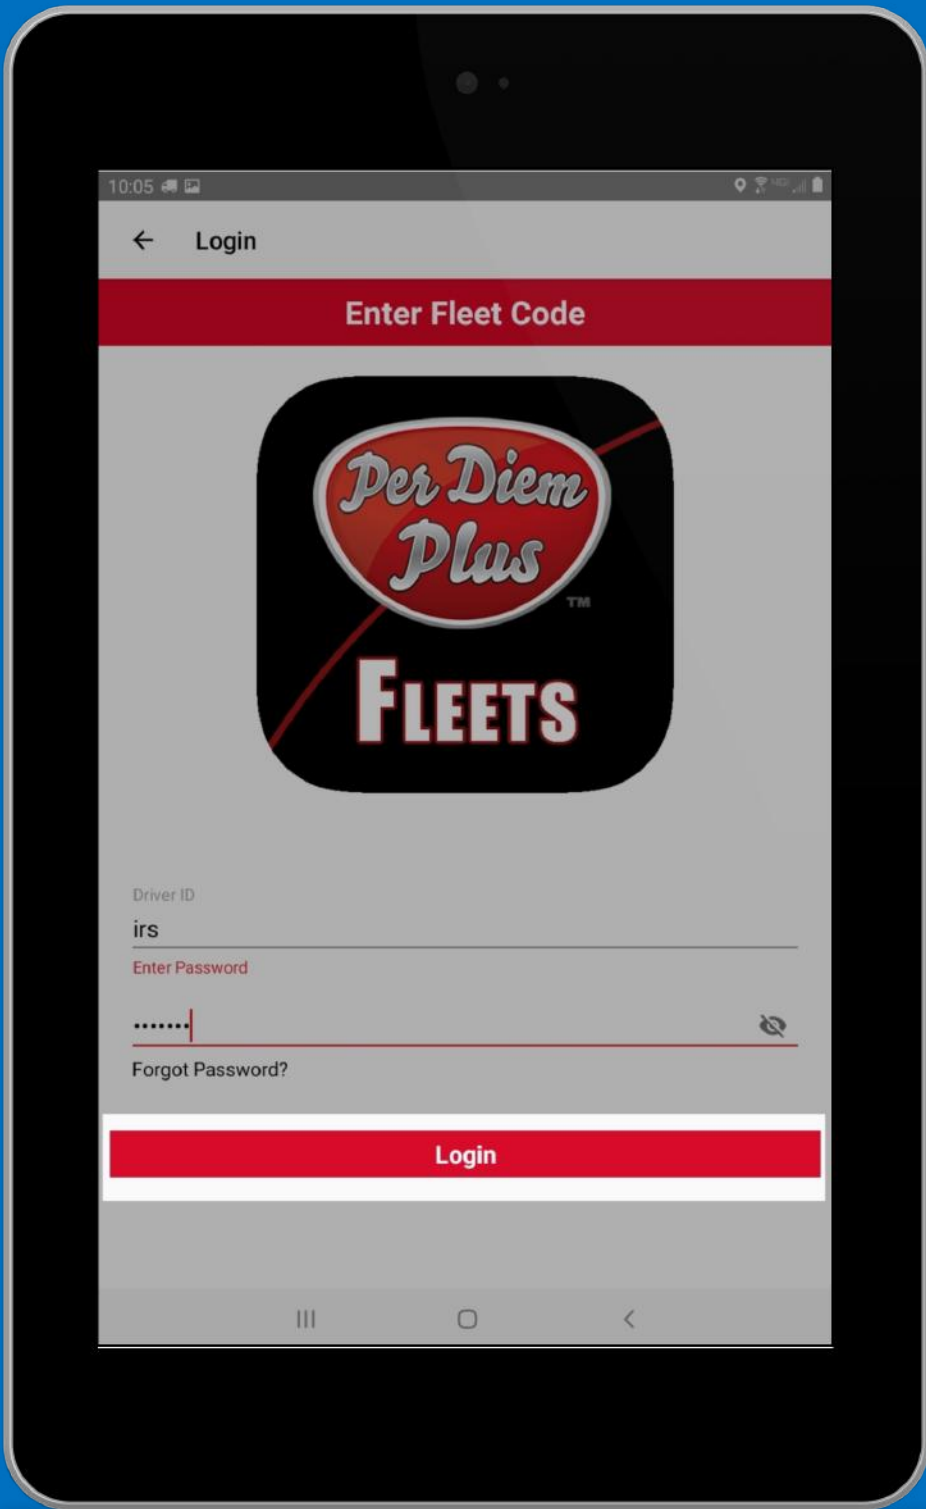 10:05
Login
Enter Fleet Code
Per Diem
Plus
TM
FLEETS
Driver ID
irs
Enter Password
•••••••
Forgot Password?
Login